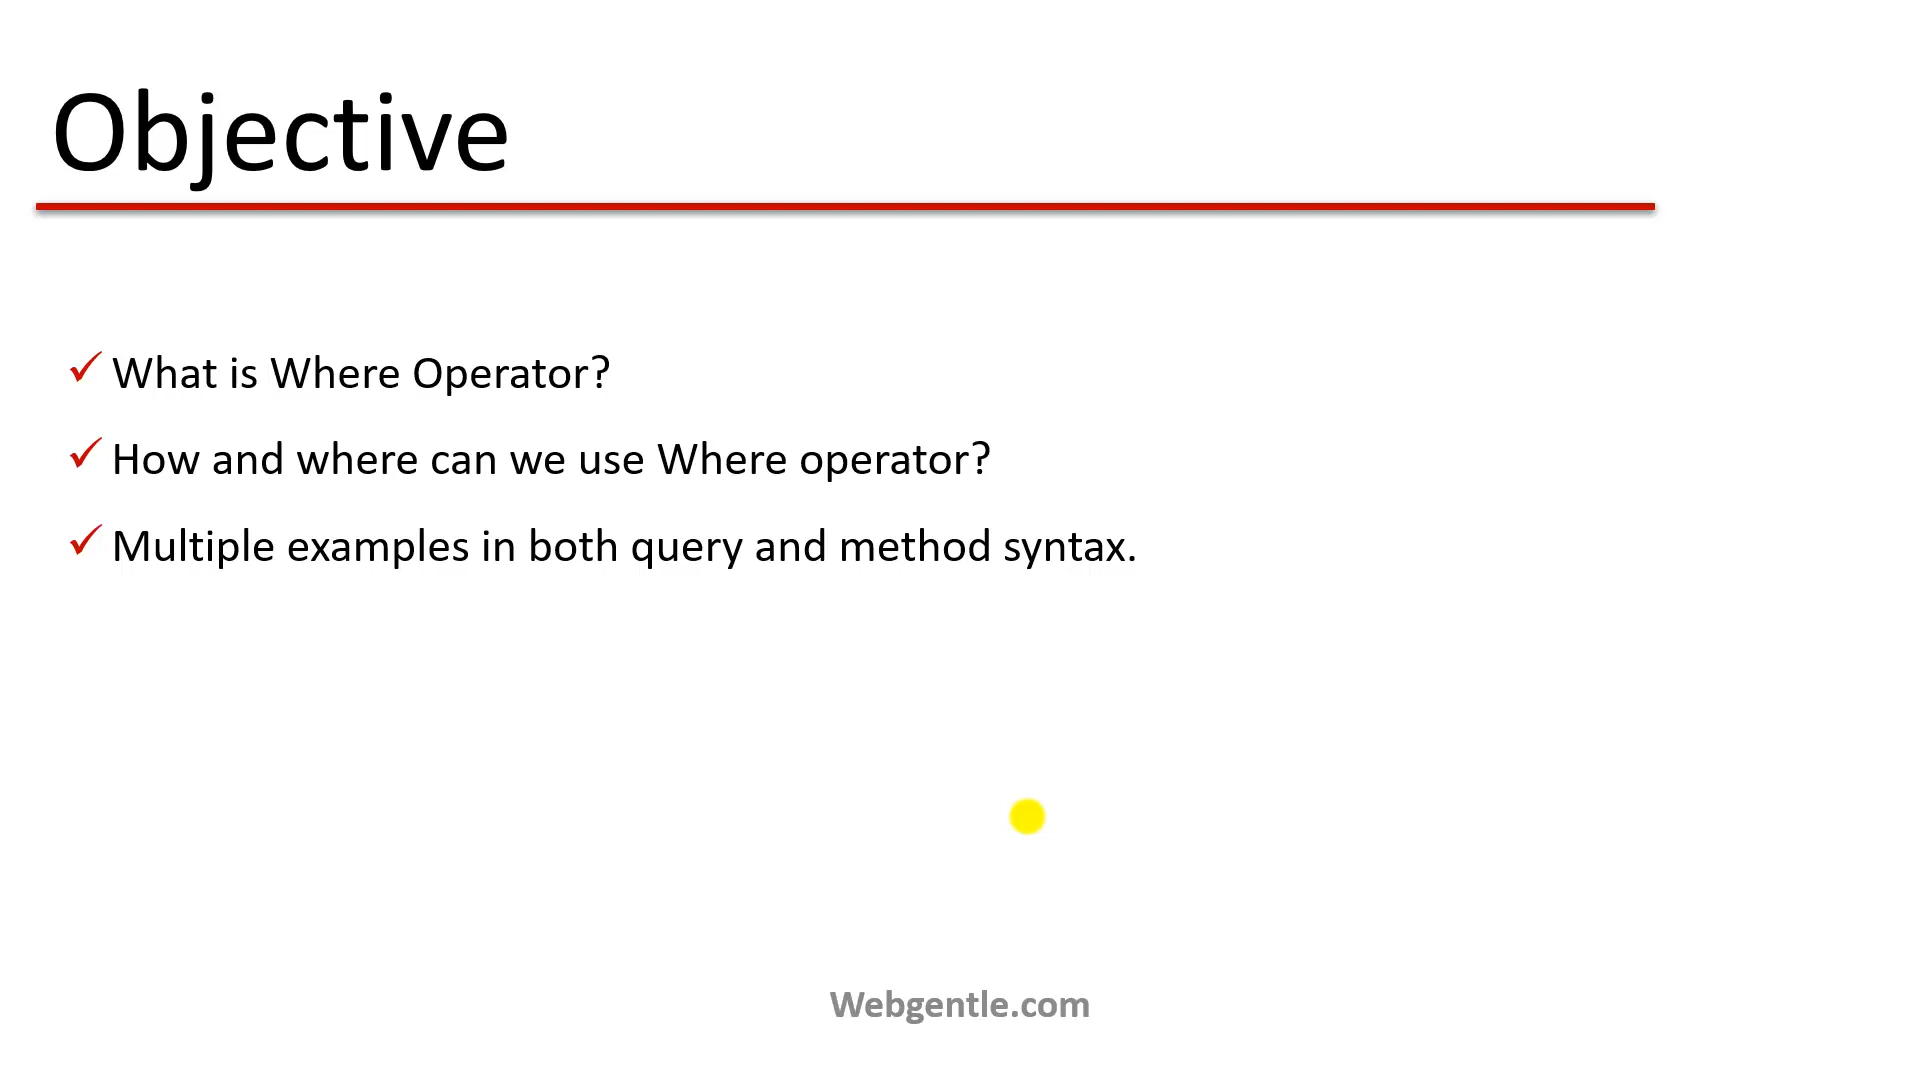 Objective
What is Where Operator?
How and where can we use Where operator?
Multiple examples in both query and method syntax.
Webgentle.com